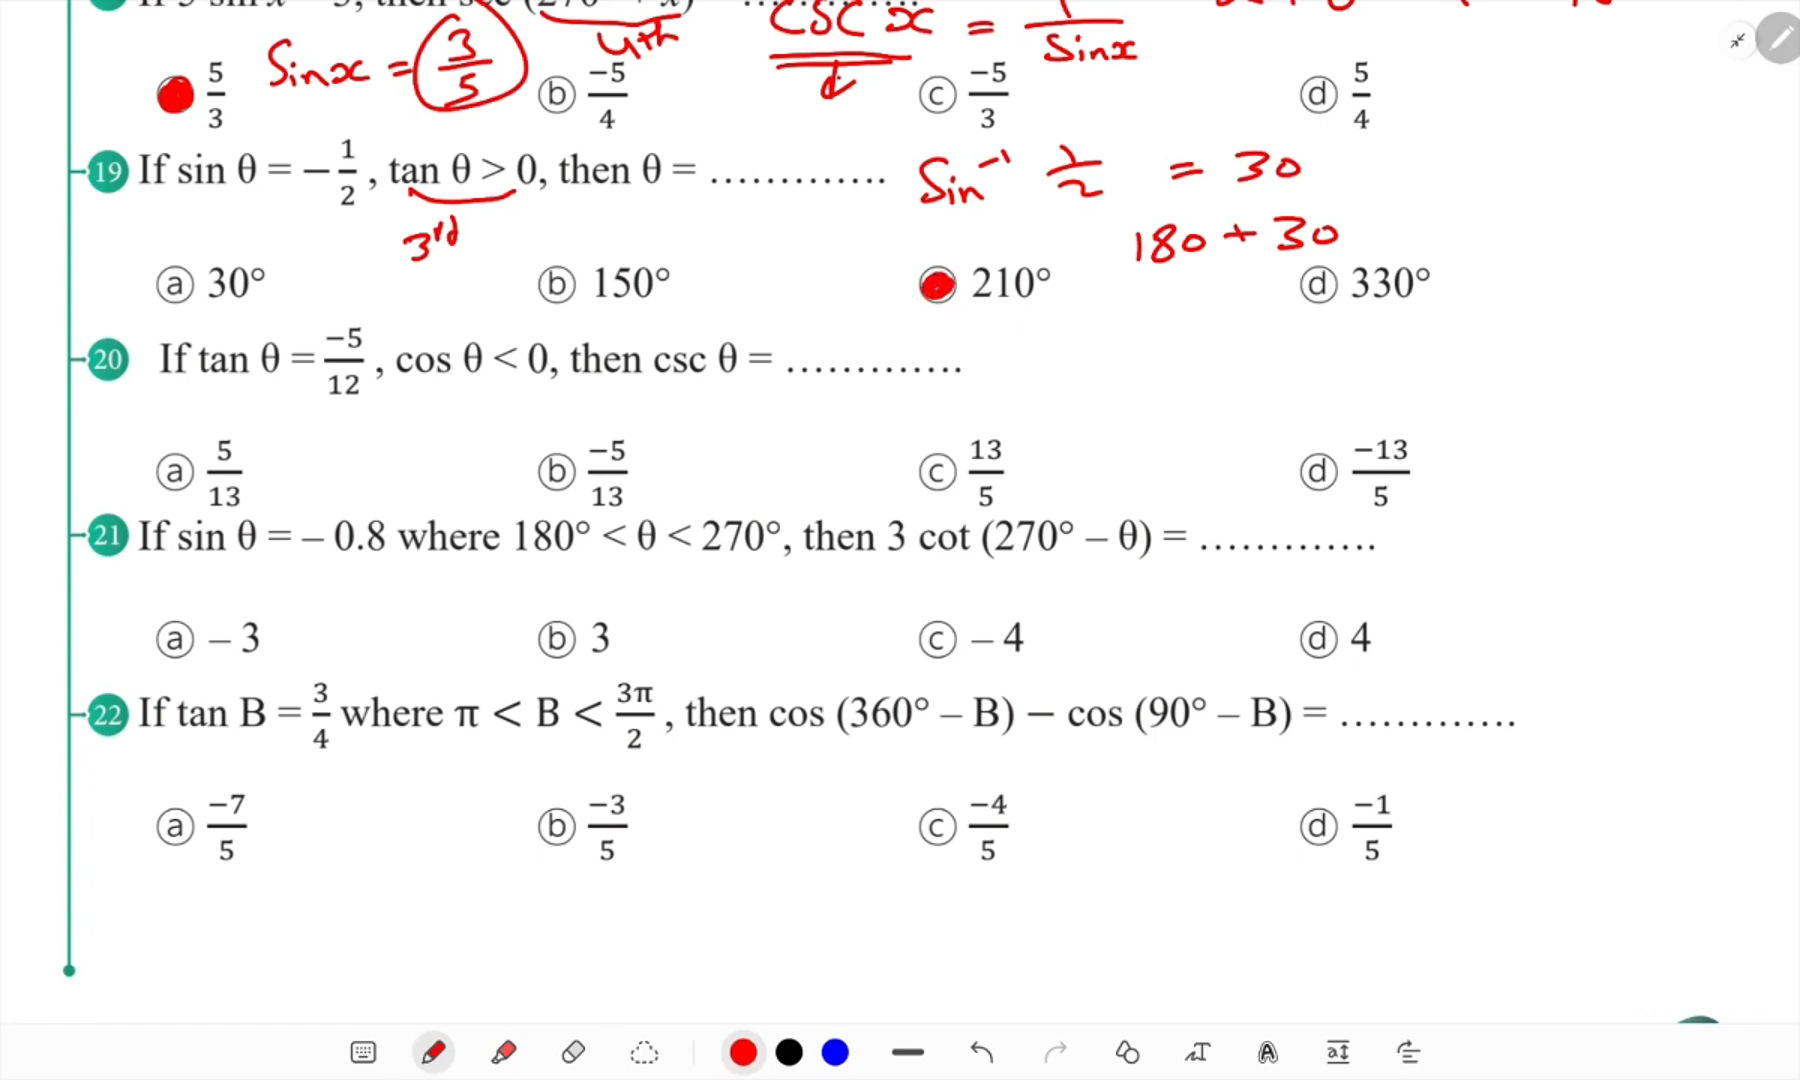 sin x = 3/5
4th
csc x = 1/sin x
ⓐ 5/3 ⓑ −5/4 ⓒ −5/3 ⓓ 5/4
19 If sin θ = − 1/2 , tan θ > 0, then θ = .............
3rd
sin⁻¹ 1/2 = 30
180 + 30
ⓐ 30° ⓑ 150° 210° ⓓ 330°
20 If tan θ = −5/12 , cos θ < 0, then csc θ = .............
ⓐ 5/13 ⓑ −5/13 ⓒ 13/5 ⓓ −13/5
21 If sin θ = – 0.8 where 180° < θ < 270°, then 3 cot (270° – θ) = .............
ⓐ – 3 ⓑ 3 ⓒ – 4 ⓓ 4
22 If tan B = 3/4 where π < B < 3π/2 , then cos (360° – B) – cos (90° – B) = .............
ⓐ −7/5 ⓑ −3/5 ⓒ −4/5 ⓓ −1/5